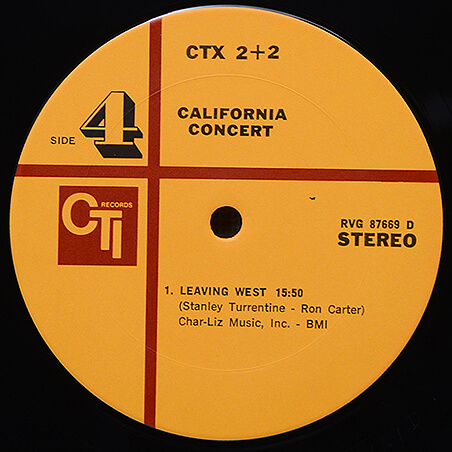 CTX 2+2
SIDE 4
CALIFORNIA
CONCERT
CTI RECORDS
RVG 87669 D
STEREO
1. LEAVING WEST 15:50
(Stanley Turrentine - Ron Carter)
Char-Liz Music, Inc. - BMI